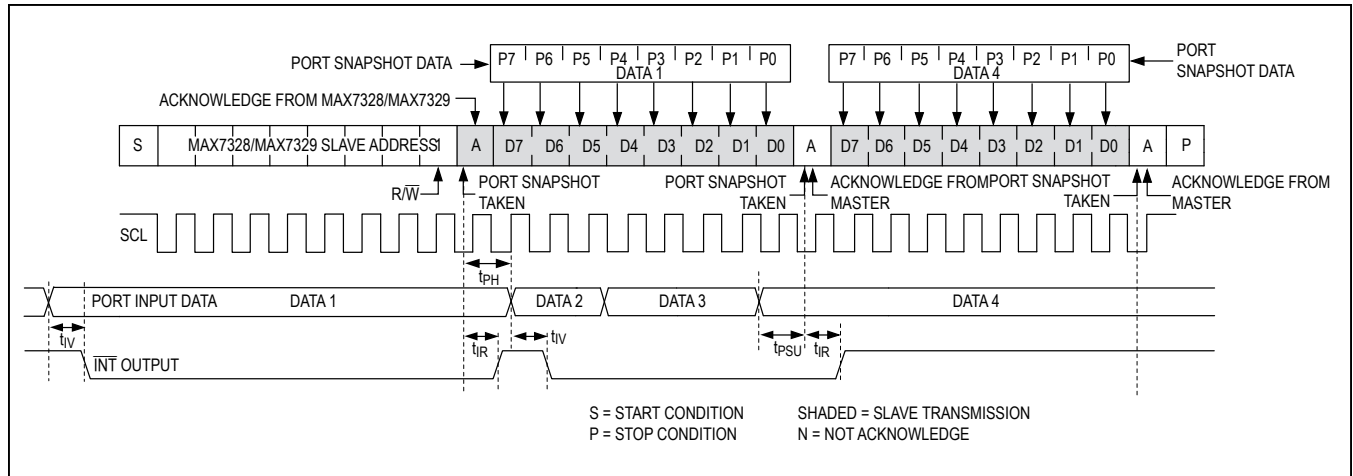 PORT SNAPSHOT DATA
P7 P6 P5 P4 P3 P2 P1 P0
DATA 1
P7 P6 P5 P4 P3 P2 P1 P0
DATA 4
PORT
SNAPSHOT DATA
ACKNOWLEDGE FROM MAX7328/MAX7329
S MAX7328/MAX7329 SLAVE ADDRESS 1 A D7 D6 D5 D4 D3 D2 D1 D0 A D7 D6 D5 D4 D3 D2 D1 D0 A P
R/W̅
PORT SNAPSHOT
TAKEN
PORT SNAPSHOT
TAKEN
ACKNOWLEDGE FROM
MASTER
PORT SNAPSHOT
TAKEN
ACKNOWLEDGE FROM
MASTER
SCL
tPH
PORT INPUT DATA DATA 1 DATA 2 DATA 3 DATA 4
tIV tIR tIV tPSU tIR
I̅N̅T̅ OUTPUT
S = START CONDITION SHADED = SLAVE TRANSMISSION
P = STOP CONDITION N = NOT ACKNOWLEDGE